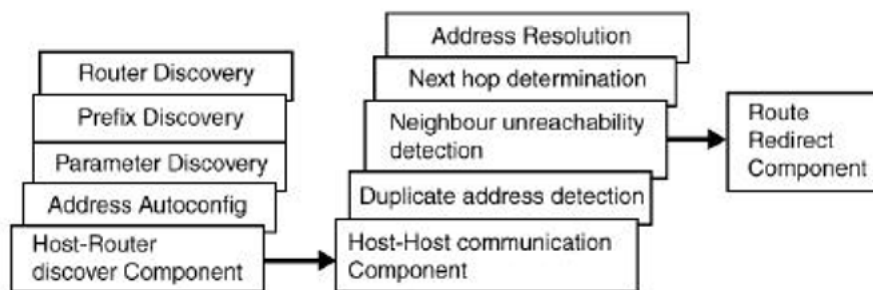 Router Discovery
Prefix Discovery
Parameter Discovery
Address Autoconfig
Host-Router
discover Component
Address Resolution
Next hop determination
Neighbour unreachability
detection
Duplicate address detection
Host-Host communication
Component
Route
Redirect
Component